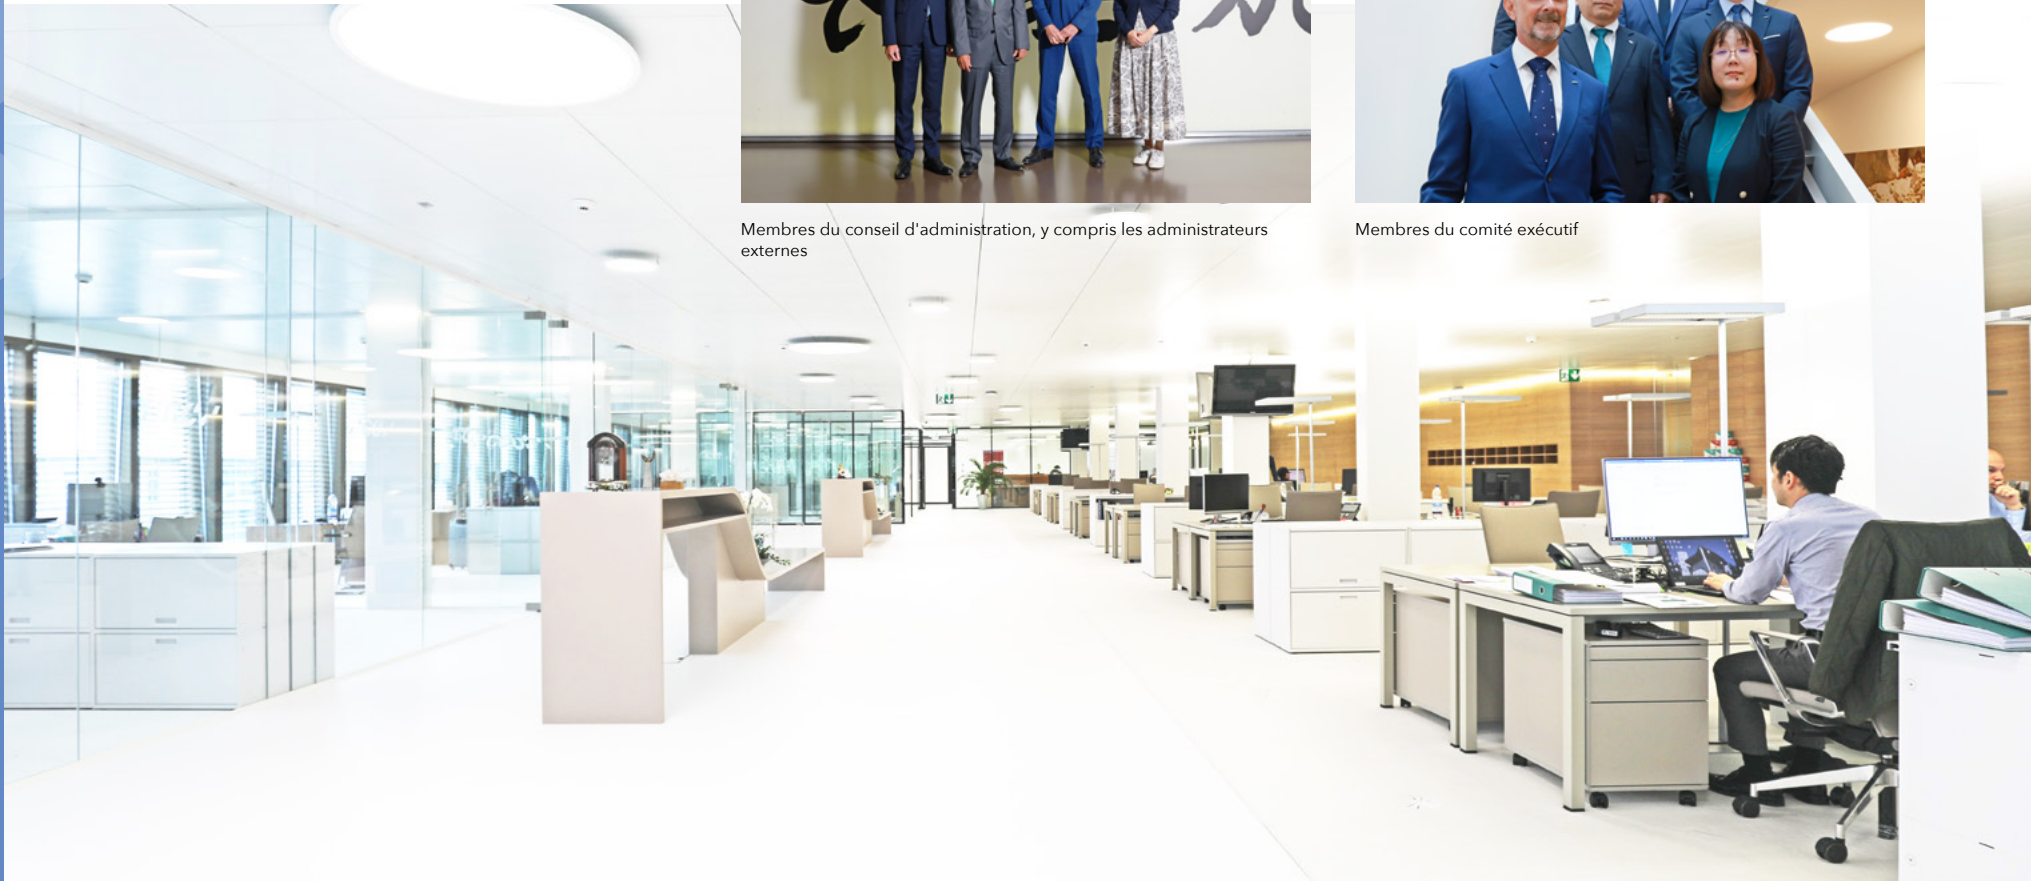 Membres du conseil d'administration, y compris les administrateurs
externes
Membres du comité exécutif